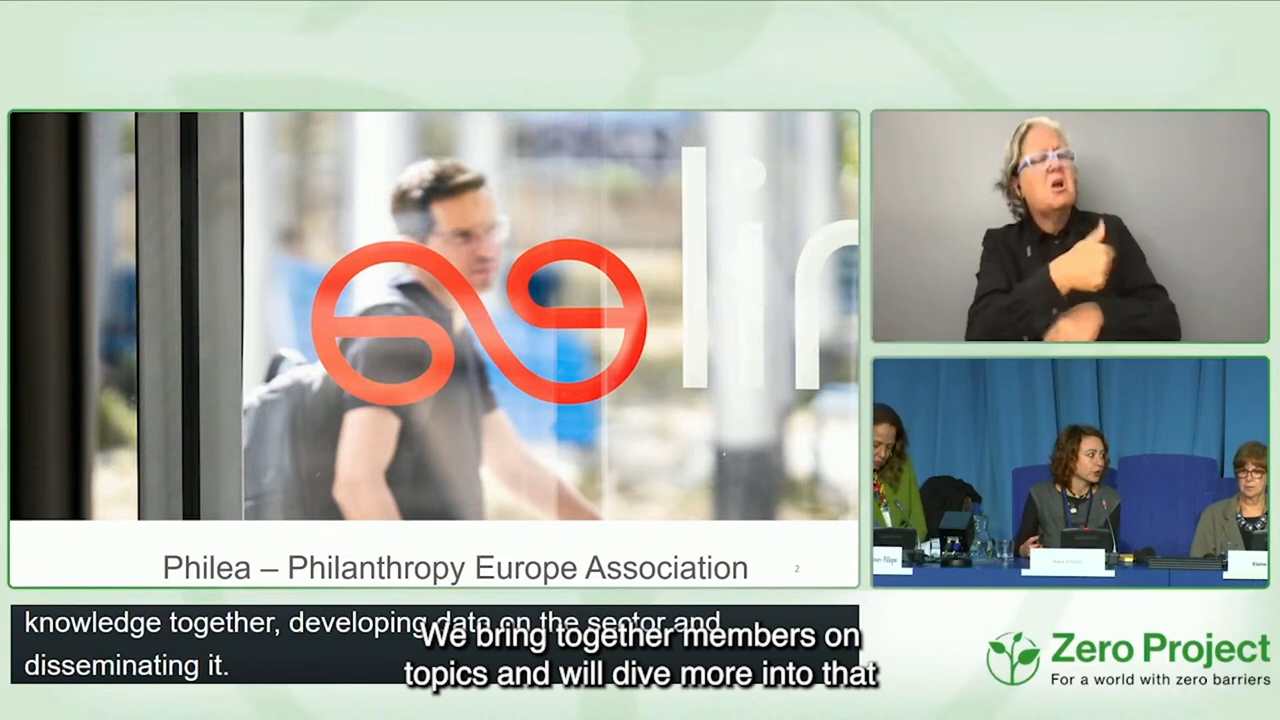 lin
Philea – Philanthropy Europe Association
2
knowledge together, developing data on the sector and
disseminating it.
We bring together members on
topics and will dive more into that
Zero Project
For a world with zero barriers